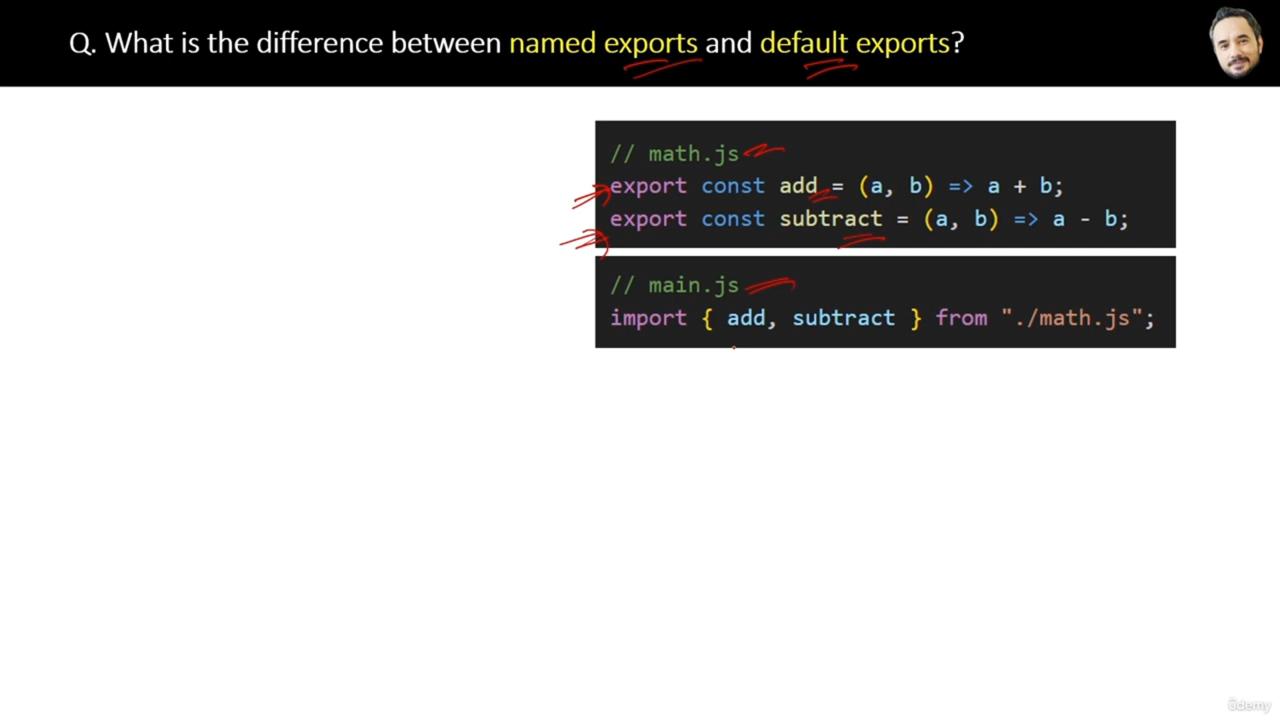 Q. What is the difference between named exports and default exports?
// math.js
export const add = (a, b) => a + b;
export const subtract = (a, b) => a - b;
// main.js
import { add, subtract } from "./math.js";
ûdemy